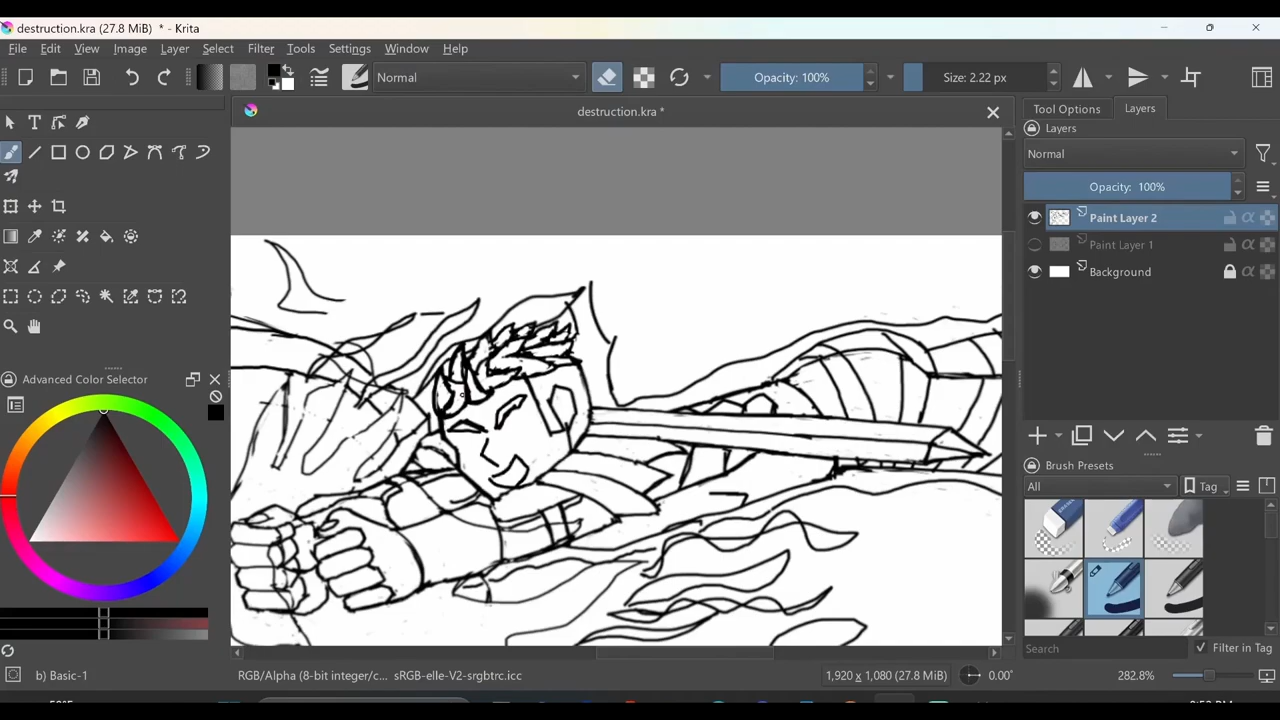 destruction.kra (27.8 MiB) * - Krita
File Edit View Image Layer Select Filter Tools Settings Window Help
Normal Opacity: 100% Size: 2.22 px
destruction.kra *
Tool Options Layers
Layers
Normal
Opacity: 100%
Paint Layer 2
Paint Layer 1
Background
Advanced Color Selector
Brush Presets
All Tag
Search Filter in Tag
b) Basic-1 RGB/Alpha (8-bit integer/c... sRGB-elle-V2-srgbtrc.icc 1,920 x 1,080 (27.8 MiB) 0.00° 282.8%